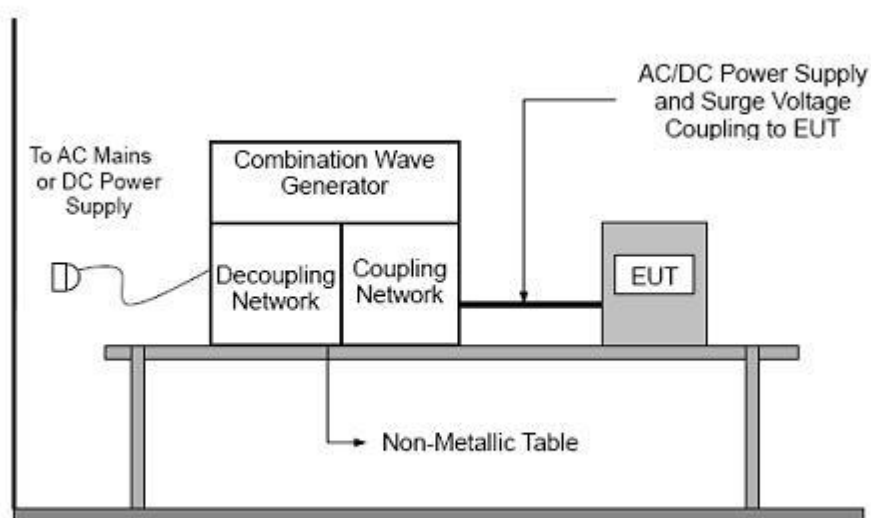 AC/DC Power Supply
and Surge Voltage
Coupling to EUT
To AC Mains
or DC Power
Supply
Combination Wave
Generator
Decoupling
Network
Coupling
Network
EUT
Non-Metallic Table